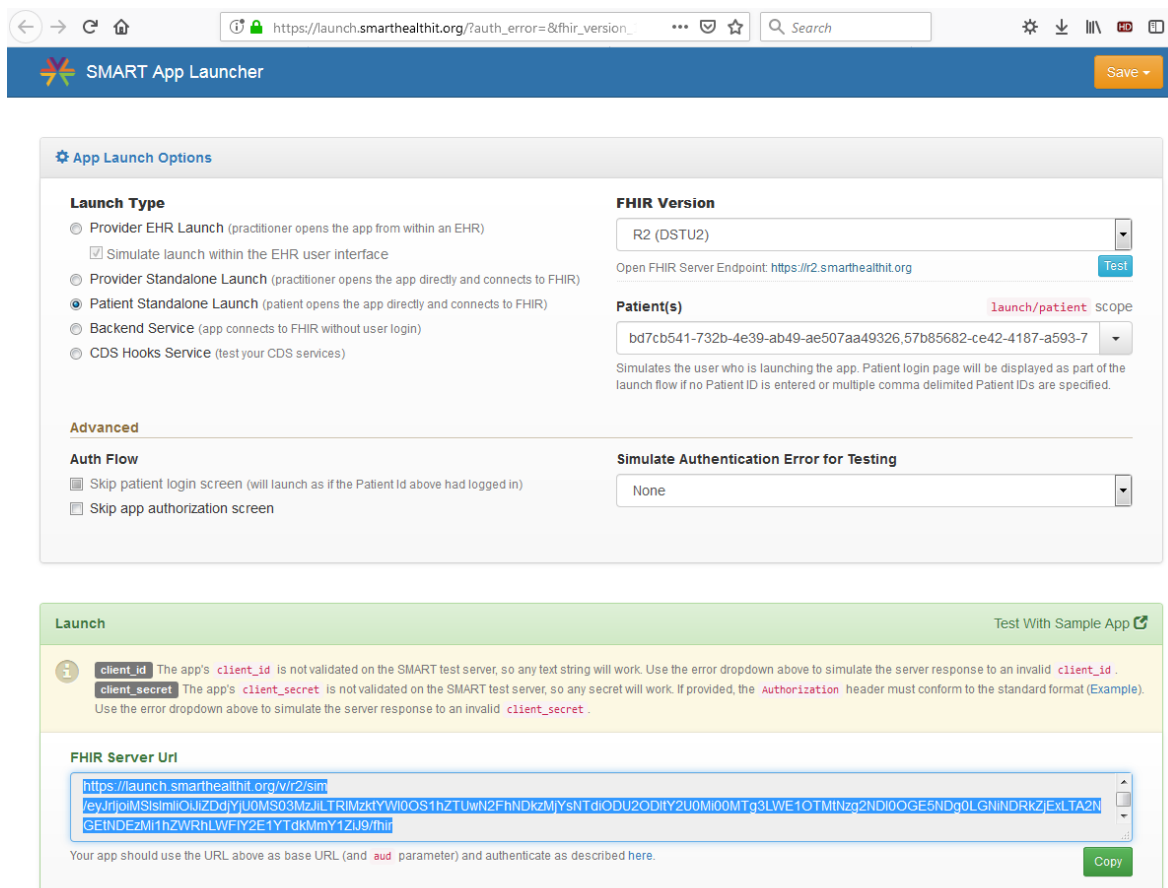 https://launch.smarthealthit.org/?auth_error=&fhir_version_
Search
HD
SMART App Launcher
Save
App Launch Options
Launch Type
Provider EHR Launch (practitioner opens the app from within an EHR)
Simulate launch within the EHR user interface
Provider Standalone Launch (practitioner opens the app directly and connects to FHIR)
Patient Standalone Launch (patient opens the app directly and connects to FHIR)
Backend Service (app connects to FHIR without user login)
CDS Hooks Service (test your CDS services)
FHIR Version
R2 (DSTU2)
Open FHIR Server Endpoint: https://r2.smarthealthit.org
Test
Patient(s)
launch/patient scope
bd7cb541-732b-4e39-ab49-ae507aa49326,57b85682-ce42-4187-a593-7
Simulates the user who is launching the app. Patient login page will be displayed as part of the
launch flow if no Patient ID is entered or multiple comma delimited Patient IDs are specified.
Advanced
Auth Flow
Skip patient login screen (will launch as if the Patient Id above had logged in)
Skip app authorization screen
Simulate Authentication Error for Testing
None
Launch
Test With Sample App
client_id The app's client_id is not validated on the SMART test server, so any text string will work. Use the error dropdown above to simulate the server response to an invalid client_id .
client_secret The app's client_secret is not validated on the SMART test server, so any secret will work. If provided, the Authorization header must conform to the standard format (Example).
Use the error dropdown above to simulate the server response to an invalid client_secret .
FHIR Server Url
https://launch.smarthealthit.org/v/r2/sim
/fhir
Your app should use the URL above as base URL (and aud parameter) and authenticate as described here.
Copy